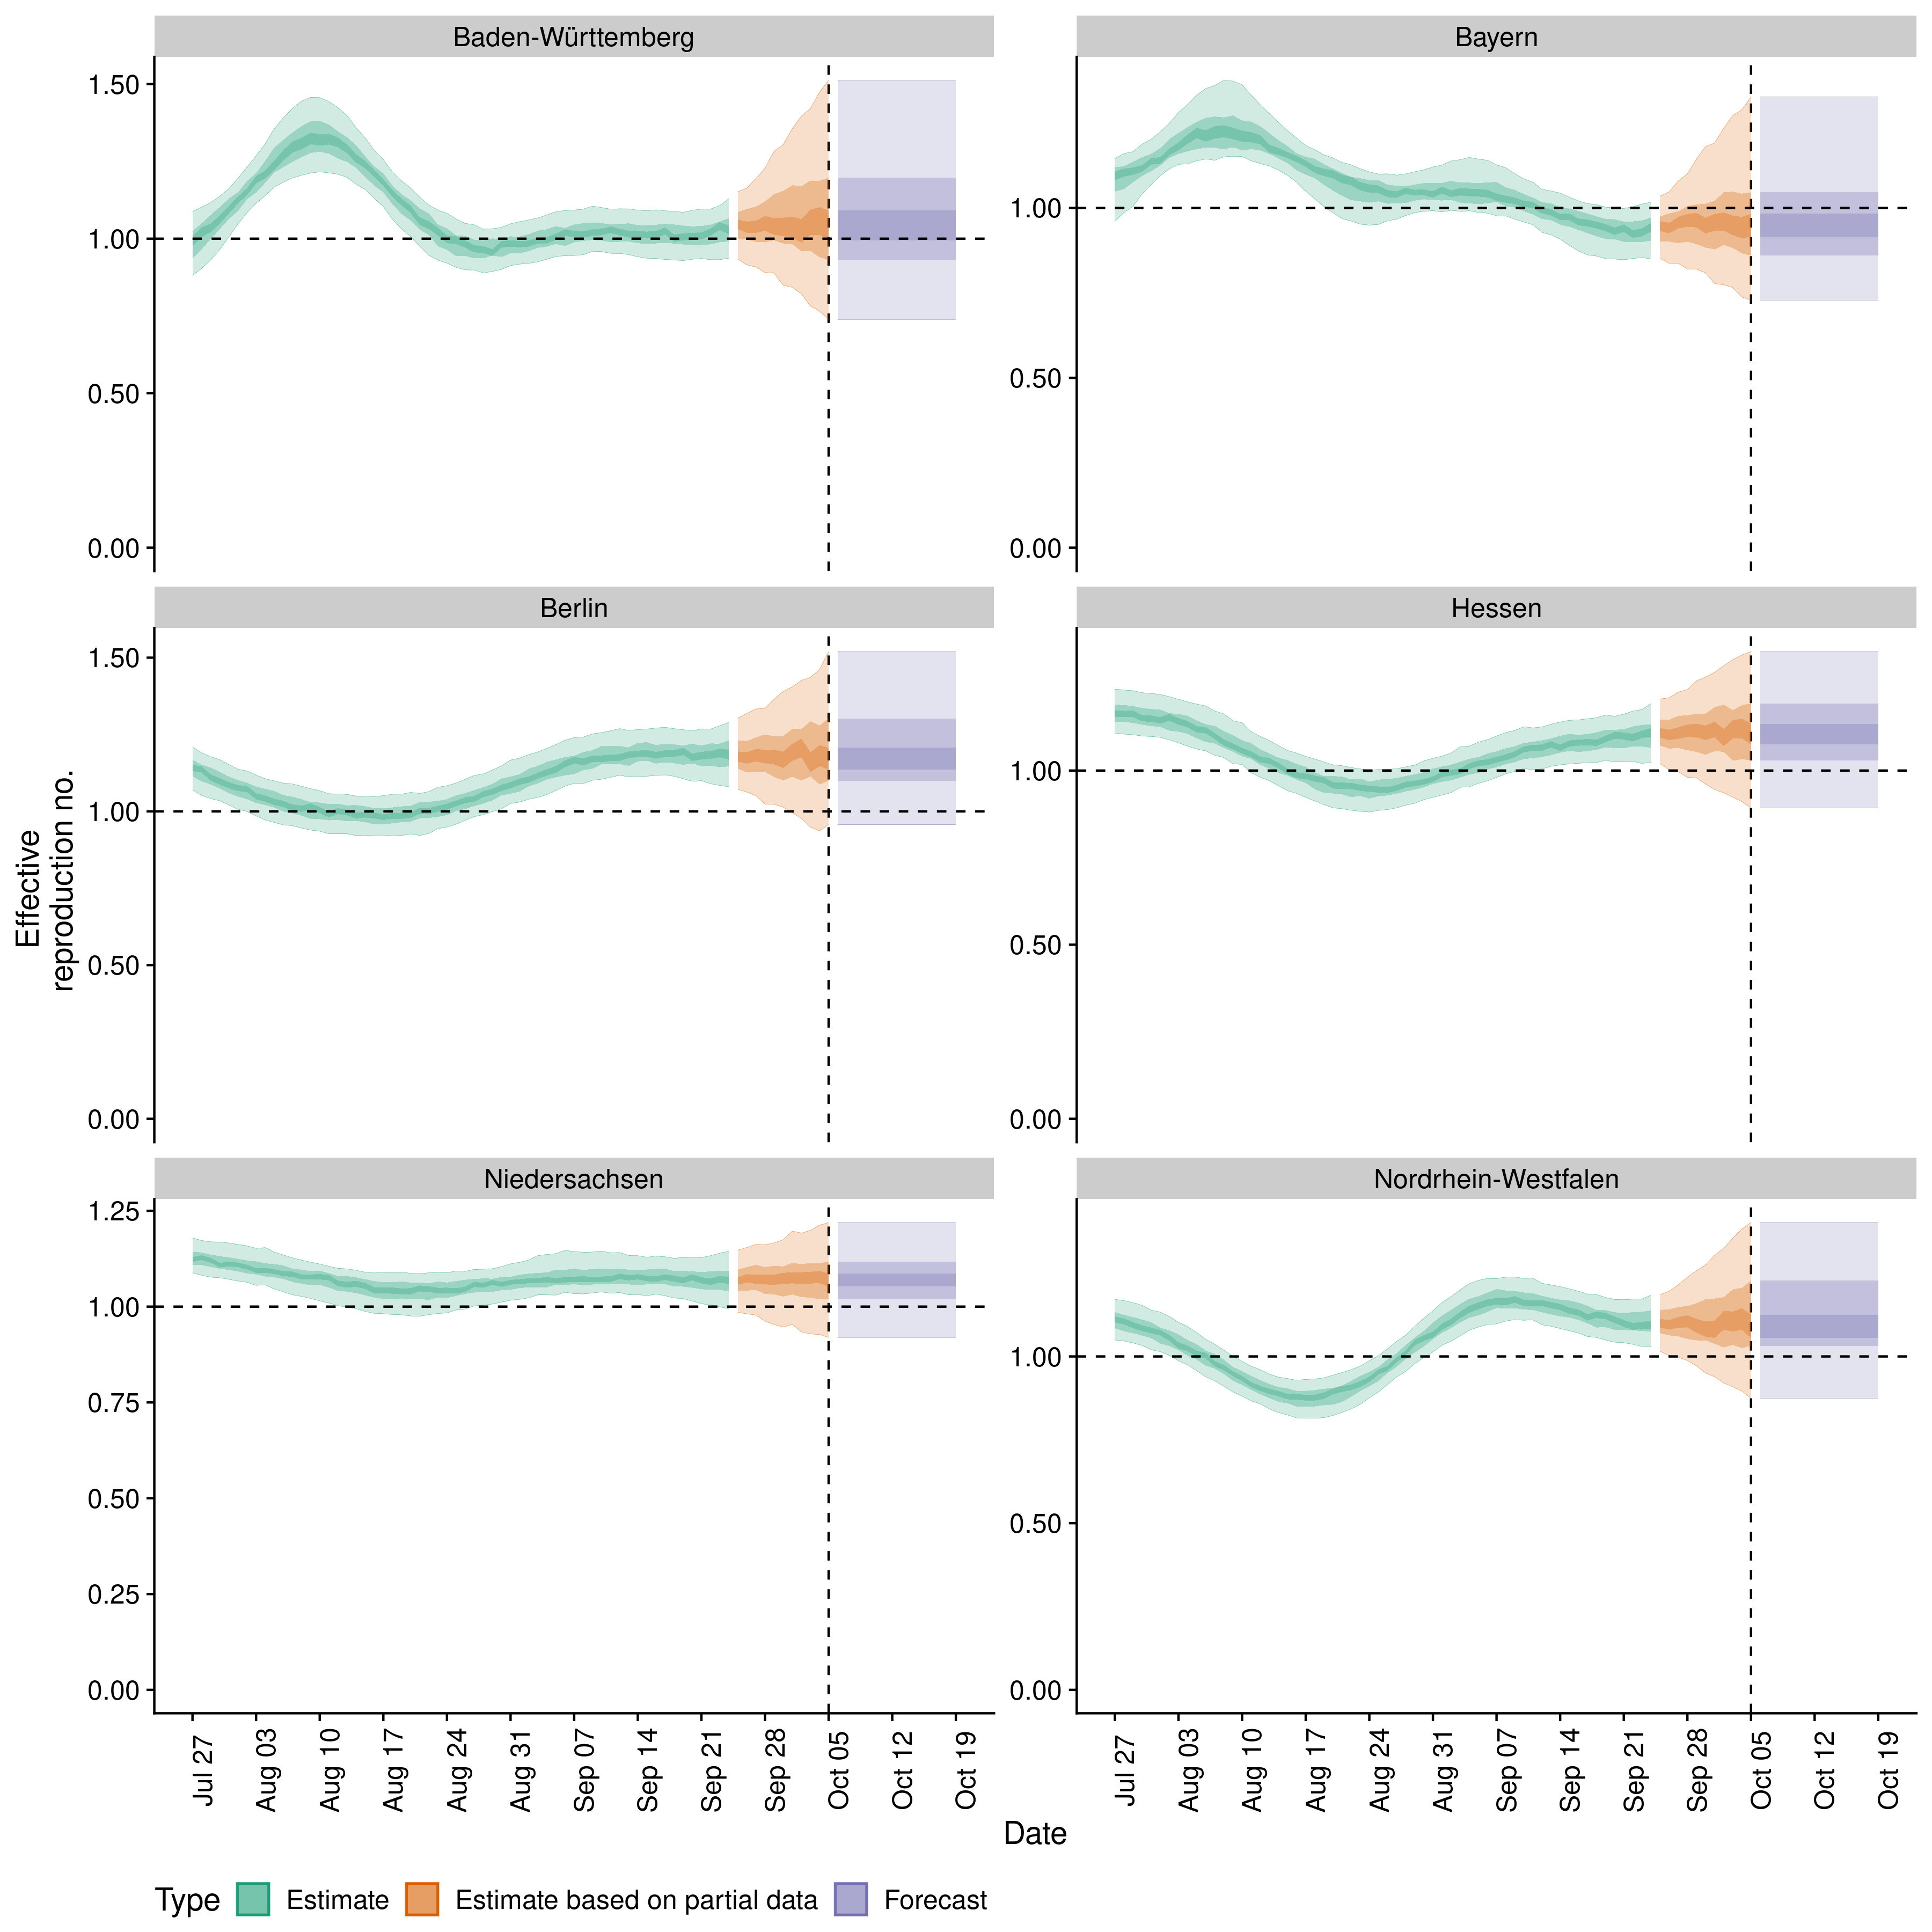 Baden-Württemberg
Bayern
1.50
1.00
0.50
0.00
1.00
0.50
0.00
Berlin
Hessen
1.50
1.00
0.50
0.00
1.00
0.50
0.00
Effective
reproduction no.
Niedersachsen
Nordrhein-Westfalen
1.25
1.00
0.75
0.50
0.25
0.00
1.00
0.50
0.00
Jul 27
Aug 03
Aug 10
Aug 17
Aug 24
Aug 31
Sep 07
Sep 14
Sep 21
Sep 28
Oct 05
Oct 12
Oct 19
Jul 27
Aug 03
Aug 10
Aug 17
Aug 24
Aug 31
Sep 07
Sep 14
Sep 21
Sep 28
Oct 05
Oct 12
Oct 19
Date
Type Estimate Estimate based on partial data Forecast